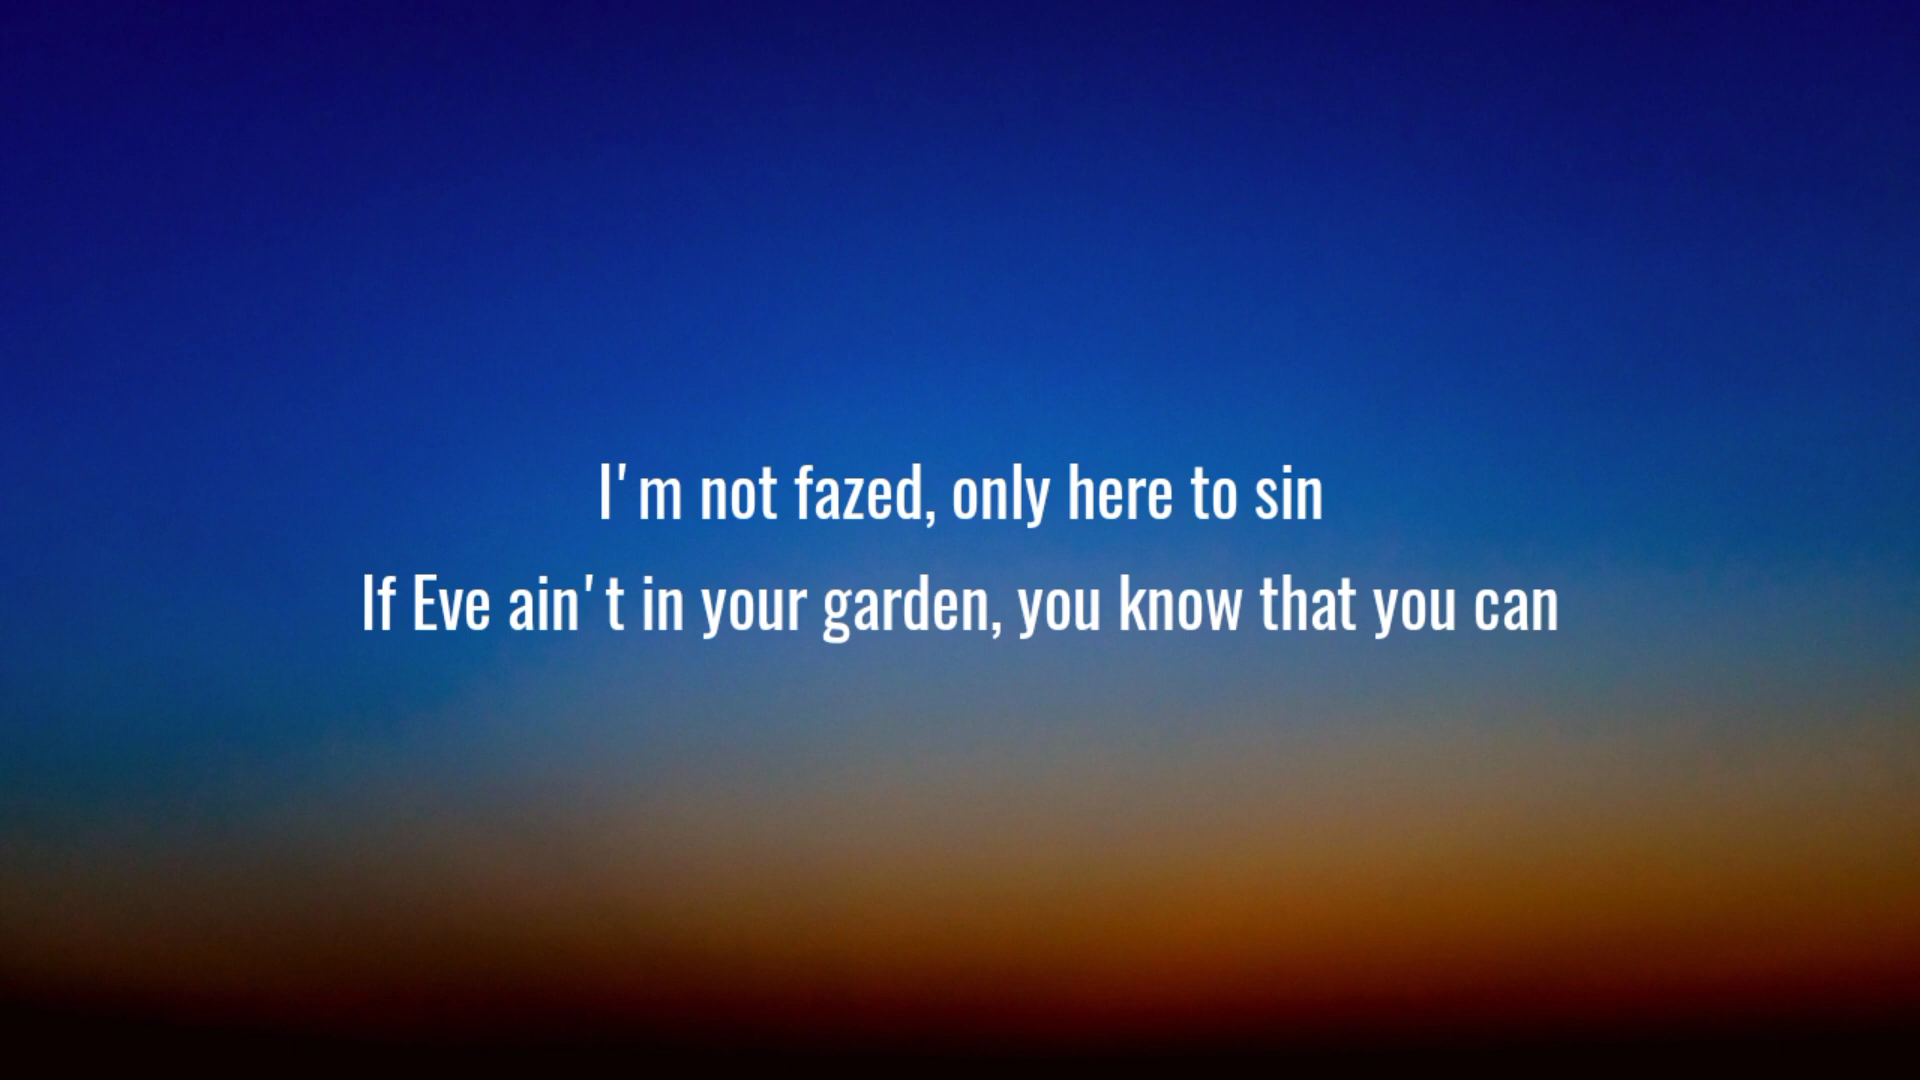 I'm not fazed, only here to sin
If Eve ain't in your garden, you know that you can